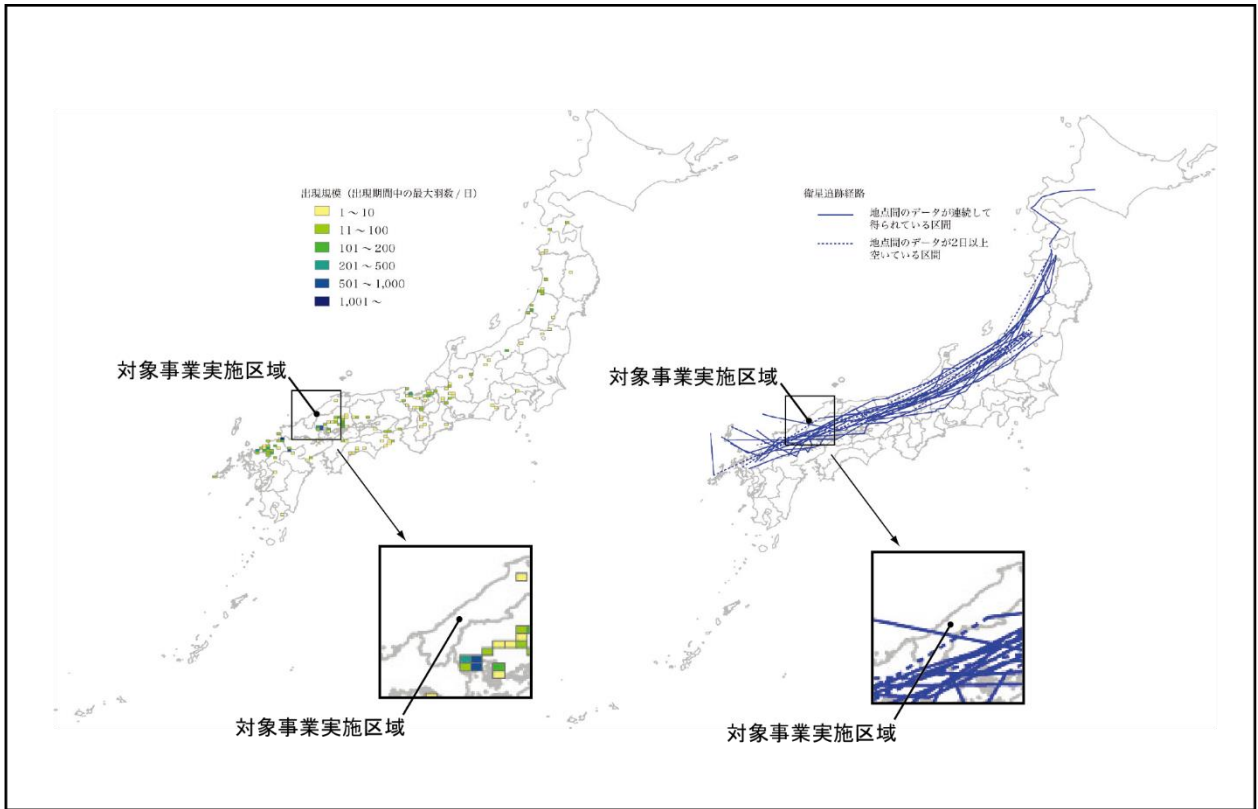 出現規模（出現期間中の最大羽数 / 日）
1～10
11～100
101～200
201～500
501～1,000
1,001～
対象事業実施区域
対象事業実施区域
衛星追跡経路
地点間のデータが連続して
得られている区間
地点間のデータが2日以上
空いている区間
対象事業実施区域
対象事業実施区域